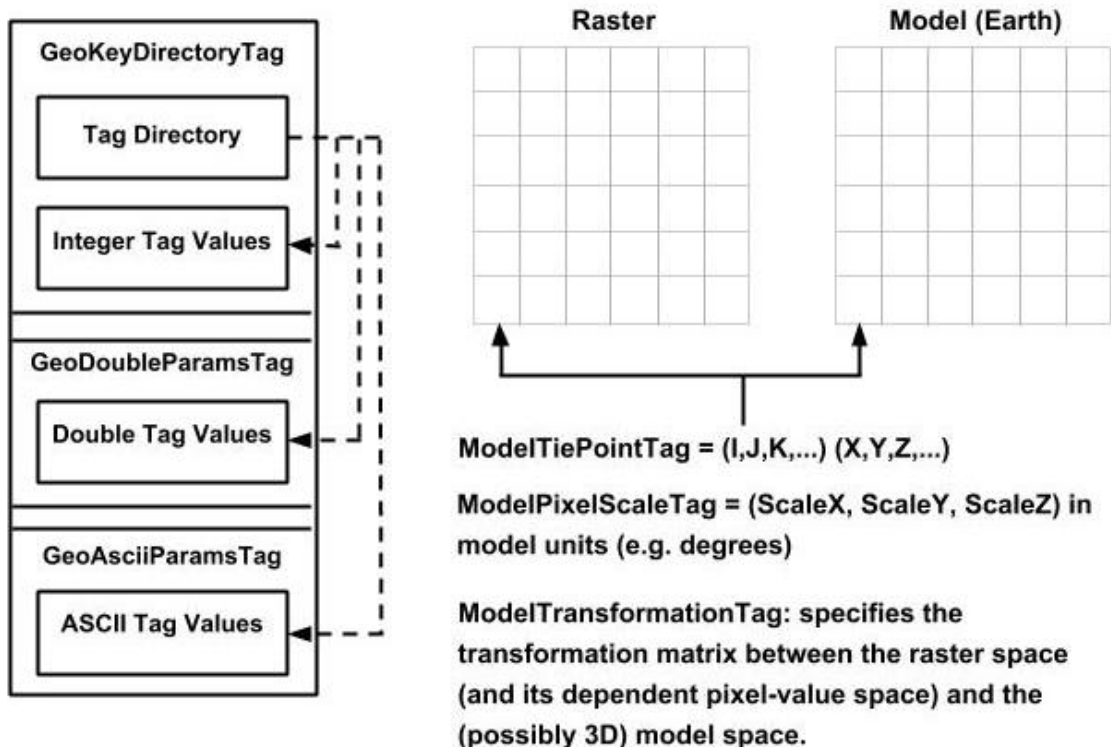 GeoKeyDirectoryTag
Tag Directory
Integer Tag Values
GeoDoubleParamsTag
Double Tag Values
GeoAsciiParamsTag
ASCII Tag Values
Raster
Model (Earth)
ModelTiePointTag = (I,J,K,...) (X,Y,Z,...)
ModelPixelScaleTag = (ScaleX, ScaleY, ScaleZ) in
model units (e.g. degrees)
ModelTransformationTag: specifies the
transformation matrix between the raster space
(and its dependent pixel-value space) and the
(possibly 3D) model space.